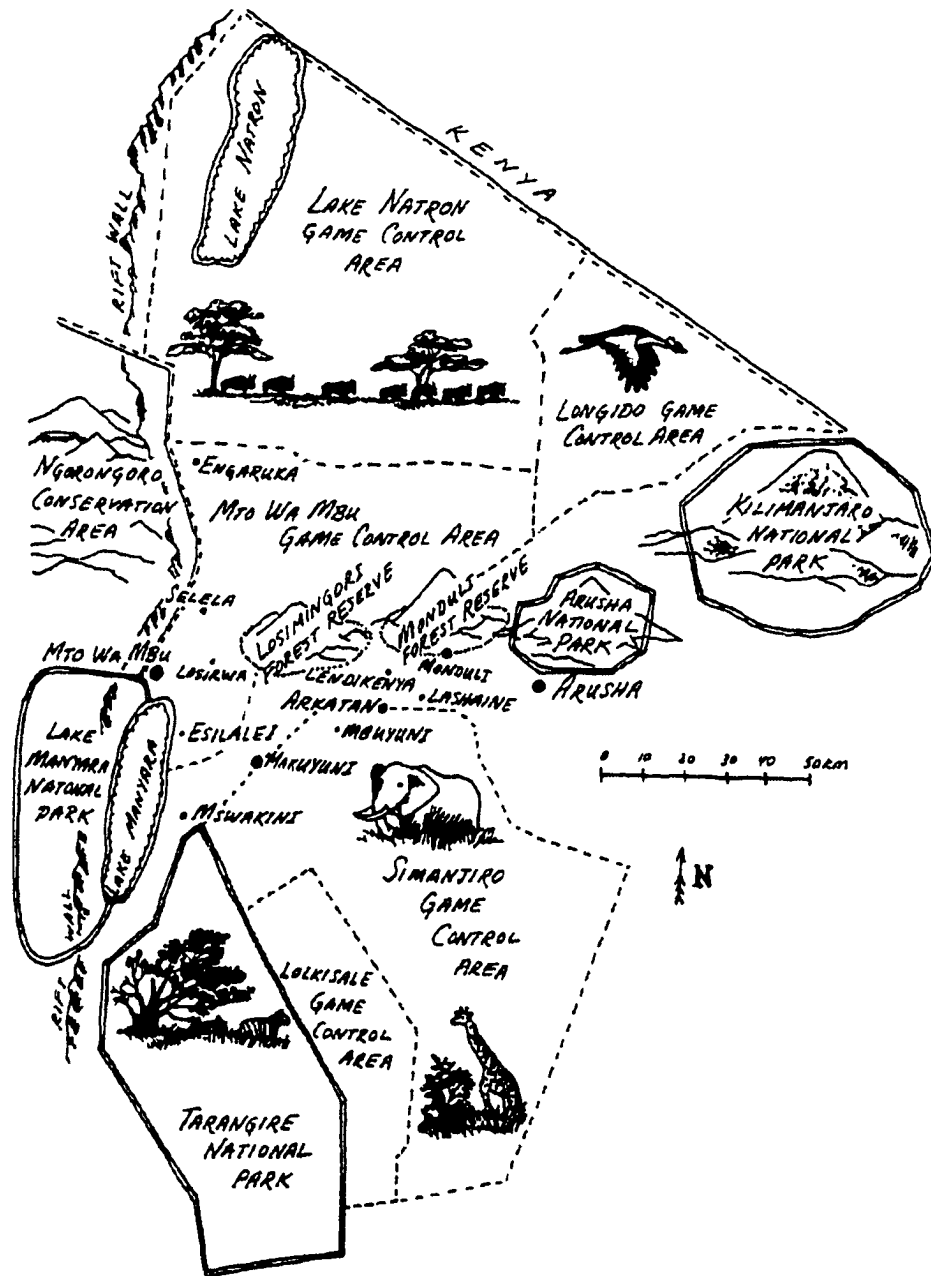 KENYA
LAKE NATRON
LAKE NATRON
GAME CONTROL
AREA
RIFT WALL
LONGIDO GAME
CONTROL AREA
NGORONGORO
CONSERVATION
AREA
ENGARUKA
MTO WA MBU
GAME CONTROL AREA
KILIMANJARO
NATIONAL
PARK
SELELA
LOSIMINGORI
FOREST RESERVE
MONDULI
FOREST RESERVE
ARUSHA
NATIONAL
PARK
MTO WA MBU
LOSIRWA
LENDIKENYA
MONDULI
ARKATAN
LASHAINE
ARUSHA
LAKE
MANYARA
NATIONAL
PARK
LAKE MANYARA
ESILALEI
MBUYUNI
MAKUYUNI
0 10 20 30 40 50KM
MSWAKINI
N
SIMANJIRO
GAME
CONTROL
AREA
RIFT WALL
LOLKISALE
GAME
CONTROL
AREA
TARANGIRE
NATIONAL
PARK